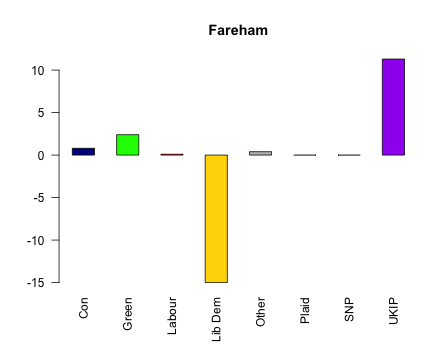 Fareham
10
5
0
-5
-10
-15
Con
Green
Labour
Lib Dem
Other
Plaid
SNP
UKIP